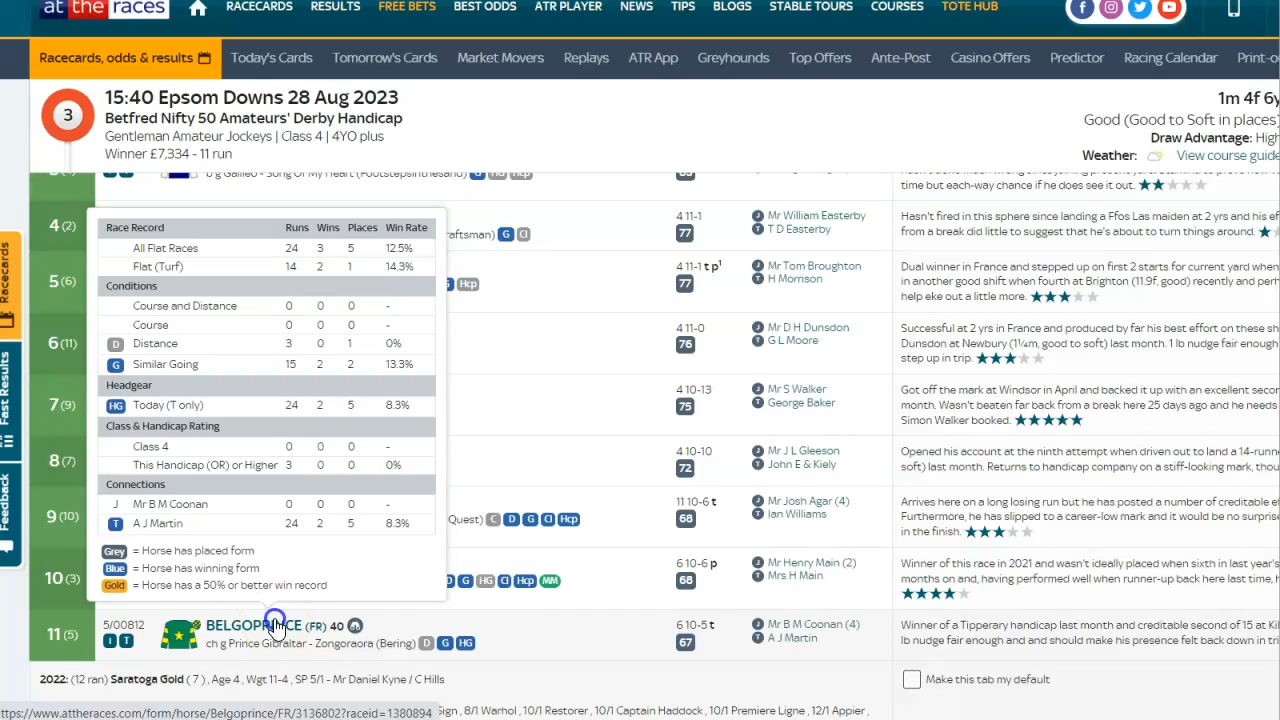 at the races
RACECARDS RESULTS FREE BETS BEST ODDS ATR PLAYER NEWS TIPS BLOGS STABLE TOURS COURSES TOTE HUB
Racecards, odds & results Today's Cards Tomorrow's Cards Market Movers Replays ATR App Greyhounds Top Offers Ante-Post Casino Offers Predictor Racing Calendar Print-o
3
15:40 Epsom Downs 28 Aug 2023
Betfred Nifty 50 Amateurs' Derby Handicap
Gentleman Amateur Jockeys | Class 4 | 4YO plus
Winner £7,334 - 11 run
1m 4f 6y
Good (Good to Soft in places)
Draw Advantage: High
Weather: View course guide
b g Galileo - Song Of My Heart (Footstepsinthesand) G HG Hcp
time but each-way chance if he does see it out.
4 (2) raftsman) G CI 4 11-1 77 Mr William Easterby T D Easterby
Hasn't fired in this sphere since landing a Ffos Las maiden at 2 yrs and his ef
from a break did little to suggest that he's about to turn things around.
5 (6) Hcp 4 11-1 t p1 77 Mr Tom Broughton H Morrison
Dual winner in France and stepped up on first 2 starts for current yard when
in another good shift when fourth at Brighton (11.9f, good) recently and perh
help eke out a little more.
6 (11) 4 11-0 76 Mr D H Dunsdon G L Moore
Successful at 2 yrs in France and produced by far his best effort on these sh
Dunsdon at Newbury (1¼m, good to soft) last month. 1 lb nudge fair enough
step up in trip.
7 (9) 4 10-13 75 Mr S Walker George Baker
Got off the mark at Windsor in April and backed it up with an excellent secon
month. Wasn't beaten far back from a break here 25 days ago and he needs
Simon Walker booked.
8 (7) 4 10-10 72 Mr J L Gleeson John E & Kiely
Opened his account at the ninth attempt when driven out to land a 14-runne
soft) last month. Returns to handicap company on a stiff-looking mark, thou
9 (10) Quest) C D G CI Hcp 11 10-6 t 68 Mr Josh Agar (4) Ian Williams
Arrives here on a long losing run but he has posted a number of creditable ef
Furthermore, he has slipped to a career-low mark and it would be no surprise
in the finish.
10 (3) D G HG CI Hcp MM 6 10-6 p 68 Mr Henry Main (2) Mrs H Main
Winner of this race in 2021 and wasn't ideally placed when sixth in last year's
months on and, having performed well when runner-up back here last time, h
11 (5) 5/00812 I T BELGOPRINCE (FR) 40
ch g Prince Gibraltar - Zongoraora (Bering) D G HG
6 10-5 t 67 Mr B M Coonan (4) A J Martin
Winner of a Tipperary handicap last month and creditable second of 15 at Kil
lb nudge fair enough and and should make his presence felt back down in tri
Race Record Runs Wins Places Win Rate
All Flat Races 24 3 5 12.5%
Flat (Turf) 14 2 1 14.3%
Conditions
Course and Distance 0 0 0 -
Course 0 0 0 -
D Distance 3 0 1 0%
G Similar Going 15 2 2 13.3%
Headgear
HG Today (T only) 24 2 5 8.3%
Class & Handicap Rating
Class 4 0 0 0 -
This Handicap (OR) or Higher 3 0 0 0%
Connections
J Mr B M Coonan 0 0 0 -
T A J Martin 24 2 5 8.3%
Grey = Horse has placed form
Blue = Horse has winning form
Gold = Horse has a 50% or better win record
2022: (12 ran) Saratoga Gold ( 7 ) , Age 4 , Wgt 11-4 , SP 5/1 - Mr Daniel Kyne / C Hills
Make this tab my default
https://www.attheraces.com/form/horse/Belgoprince/FR/3136802?raceid=1380894
Sign , 8/1 Warhol , 10/1 Restorer , 10/1 Captain Haddock , 10/1 Premiere Ligne , 12/1 Appier ,
Racecards
Fast Results
Feedback